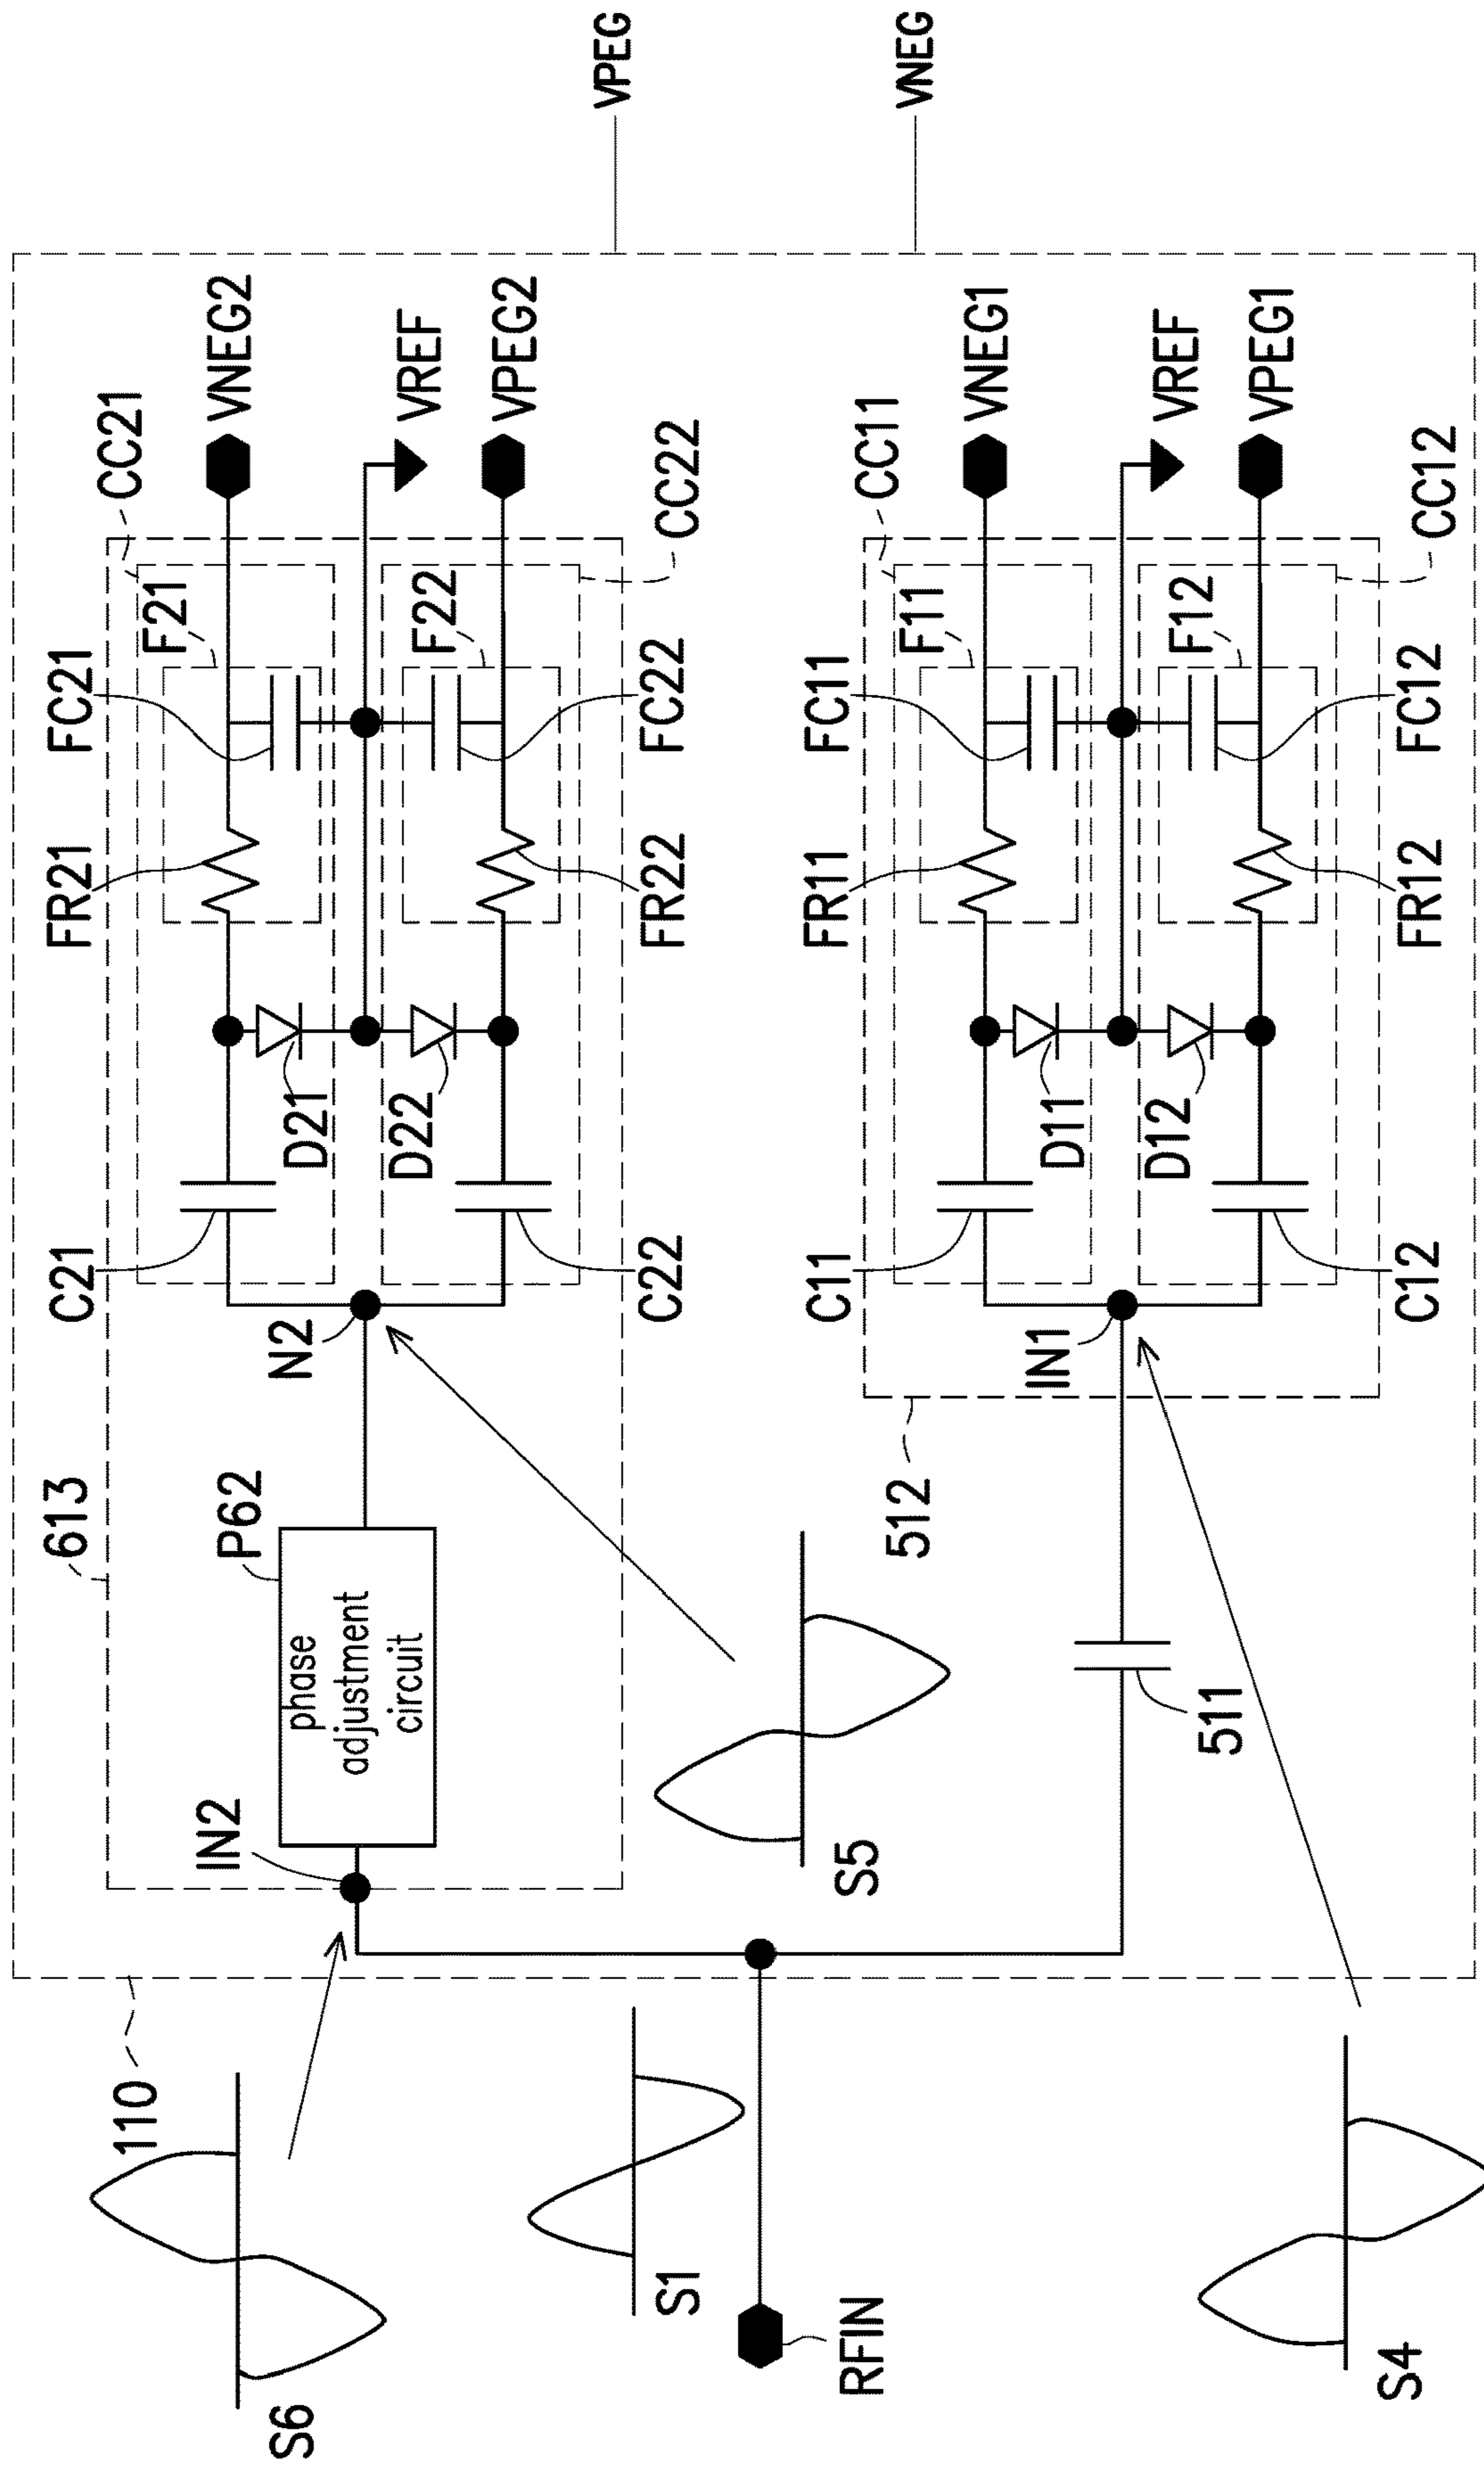 VPEG
VNEG
CC21
VNEG2
VREF
VPEG2
CC22
CC11
VNEG1
VREF
VPEG1
CC12
FC21
F21
F22
FC22
FC11
F11
F12
FC12
FR21
FR22
FR11
FR12
D21
D22
D11
D12
C21
N2
C22
C11
IN1
C12
613
P62
phase
adjustment
circuit
512
IN2
S5
511
110
S6
S1
RFIN
S4